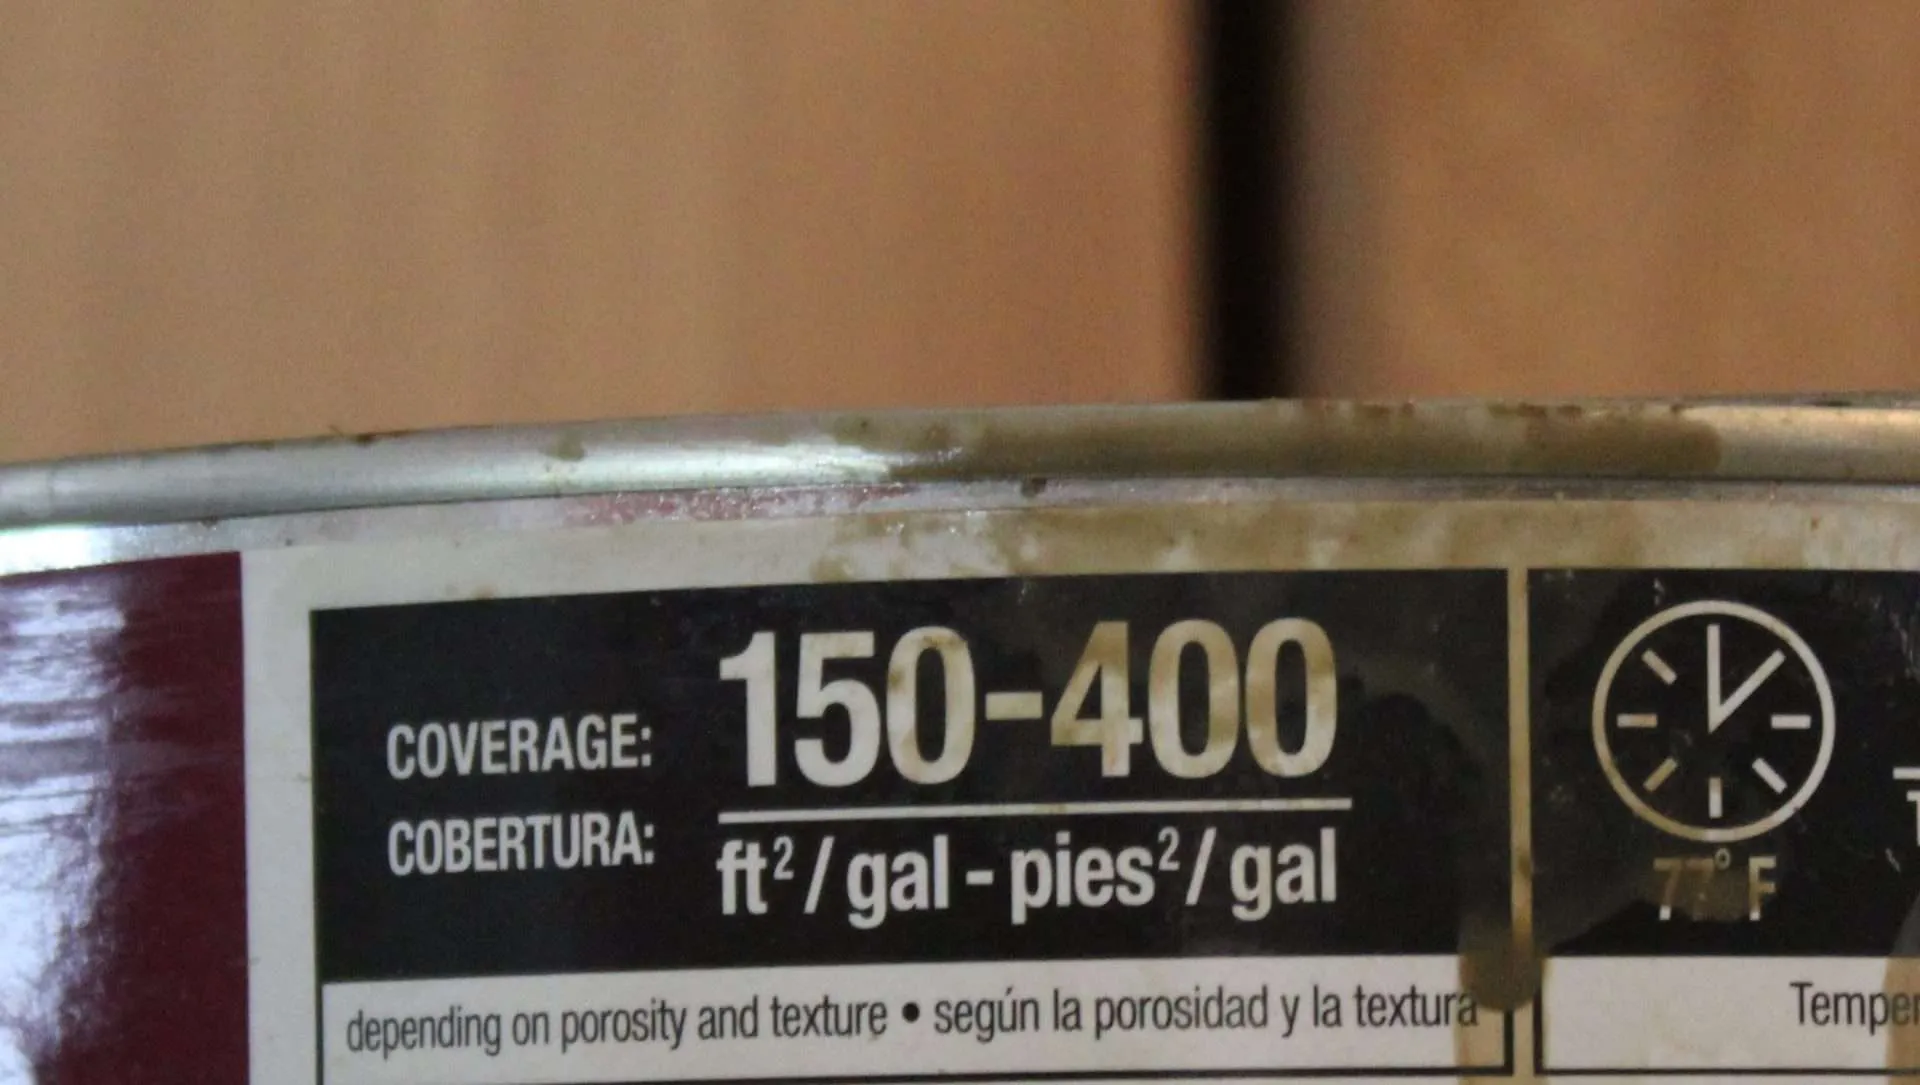 COVERAGE:
COBERTURA:
150-400
ft²/gal - pies²/gal
depending on porosity and texture • según la porosidad y la textura
77° F